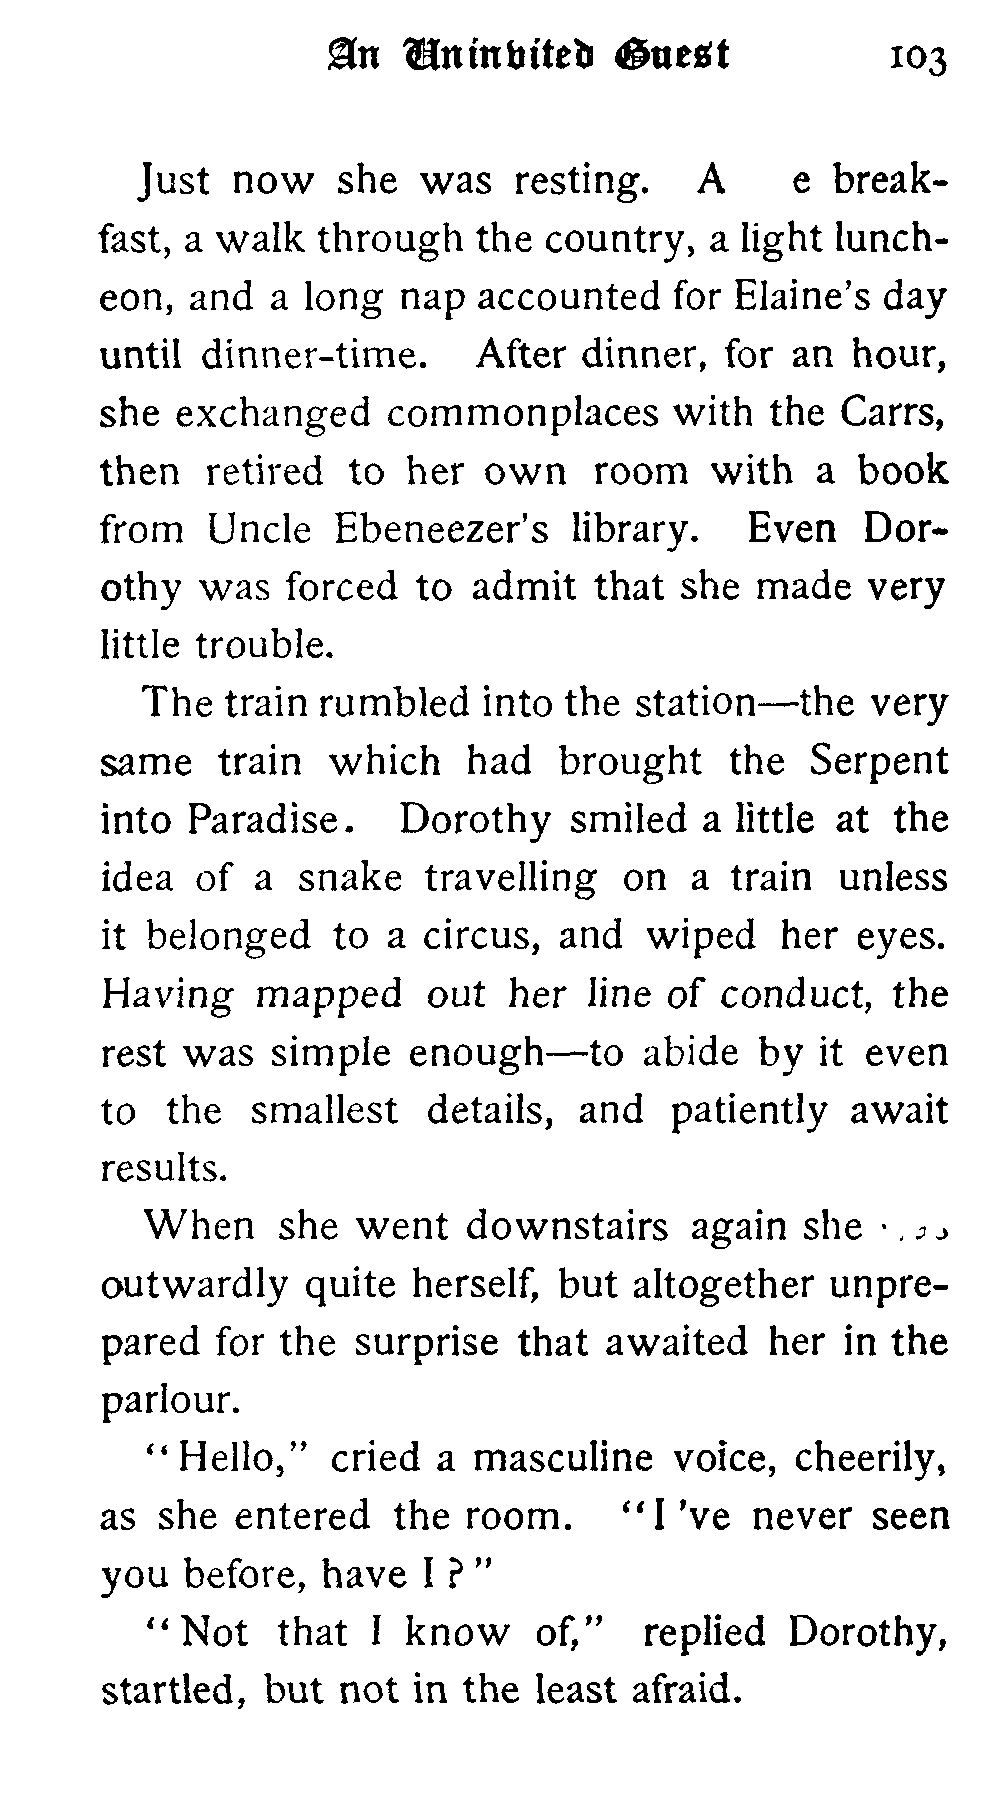 An Uninvited Guest 103
Just now she was resting. A e break-
fast, a walk through the country, a light lunch-
eon, and a long nap accounted for Elaine's day
until dinner-time. After dinner, for an hour,
she exchanged commonplaces with the Carrs,
then retired to her own room with a book
from Uncle Ebeneezer's library. Even Dor-
othy was forced to admit that she made very
little trouble.
The train rumbled into the station—the very
same train which had brought the Serpent
into Paradise. Dorothy smiled a little at the
idea of a snake travelling on a train unless
it belonged to a circus, and wiped her eyes.
Having mapped out her line of conduct, the
rest was simple enough—to abide by it even
to the smallest details, and patiently await
results.
When she went downstairs again she
outwardly quite herself, but altogether unpre-
pared for the surprise that awaited her in the
parlour.
"Hello," cried a masculine voice, cheerily,
as she entered the room. "I 've never seen
you before, have I ?"
"Not that I know of," replied Dorothy,
startled, but not in the least afraid.